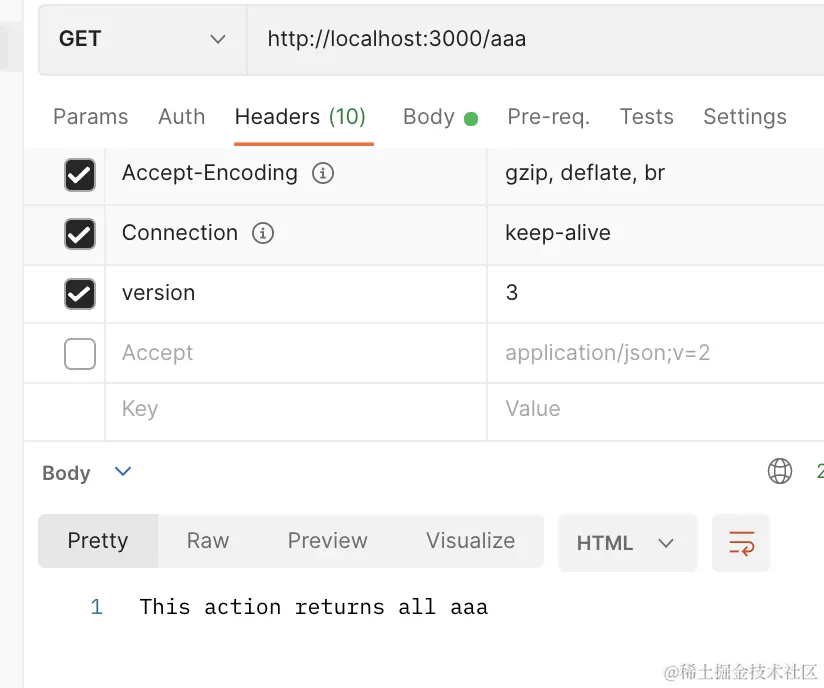 GET http://localhost:3000/aaa
Params Auth Headers (10) Body Pre-req. Tests Settings
Accept-Encoding gzip, deflate, br
Connection keep-alive
version 3
Accept application/json;v=2
Key Value
Body 2
Pretty Raw Preview Visualize HTML
1 This action returns all aaa
@稀土掘金技术社区